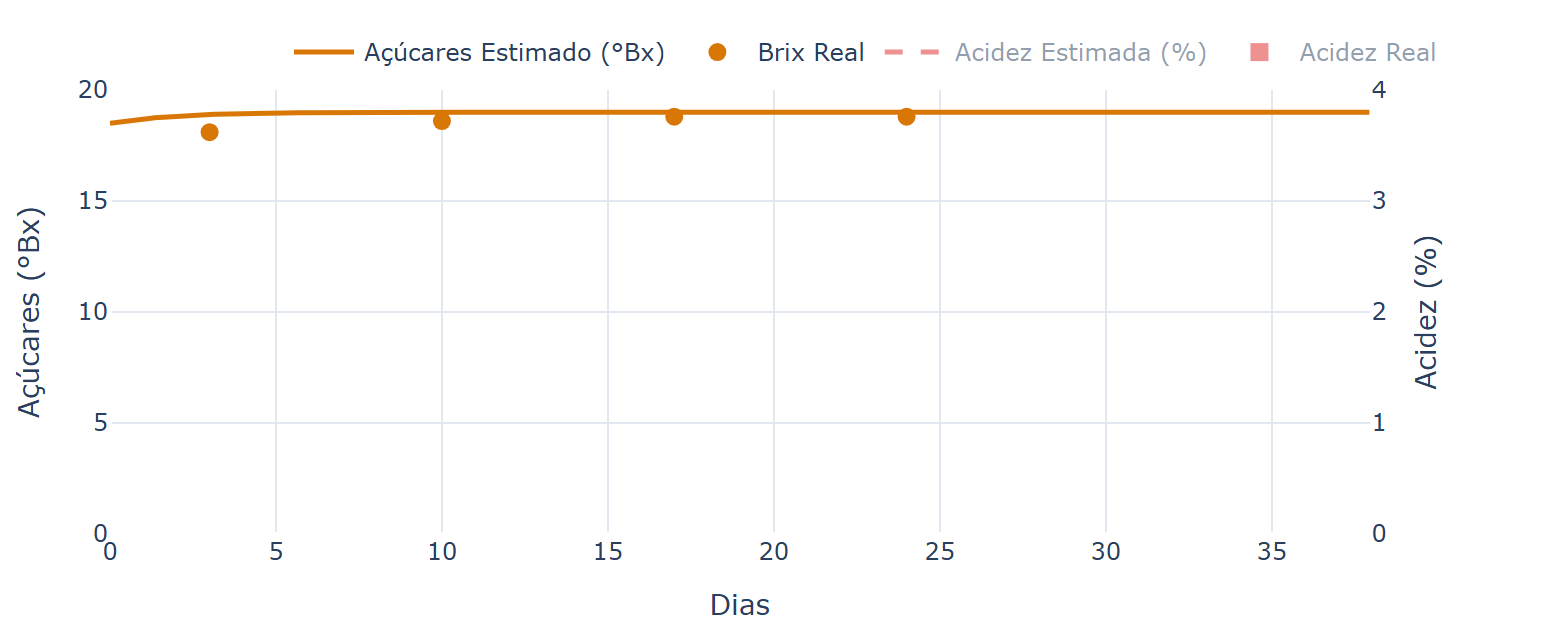 Açúcares Estimado (°Bx) Brix Real Acidez Estimada (%) Acidez Real
20 4
15 3
10 2
5 1
0 0
Açúcares (°Bx)
Acidez (%)
0 5 10 15 20 25 30 35
Dias